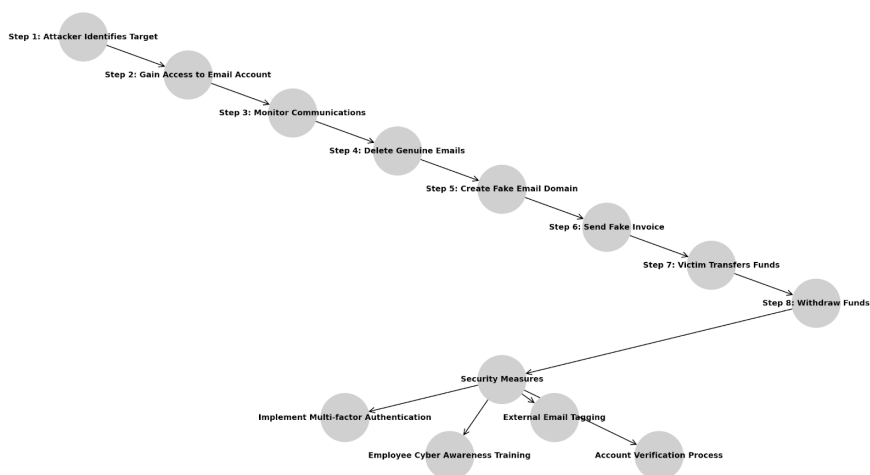 Step 1: Attacker Identifies Target
Step 2: Gain Access to Email Account
Step 3: Monitor Communications
Step 4: Delete Genuine Emails
Step 5: Create Fake Email Domain
Step 6: Send Fake Invoice
Step 7: Victim Transfers Funds
Step 8: Withdraw Funds
Security Measures
Implement Multi-factor Authentication
External Email Tagging
Employee Cyber Awareness Training
Account Verification Process